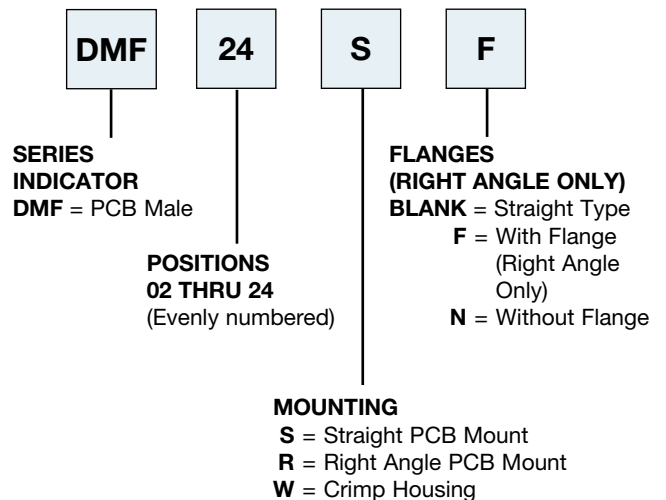 DMF 24 S F
SERIES
INDICATOR
DMF = PCB Male
POSITIONS
02 THRU 24
(Evenly numbered)
MOUNTING
S = Straight PCB Mount
R = Right Angle PCB Mount
W = Crimp Housing
FLANGES
(RIGHT ANGLE ONLY)
BLANK = Straight Type
F = With Flange
(Right Angle
Only)
N = Without Flange